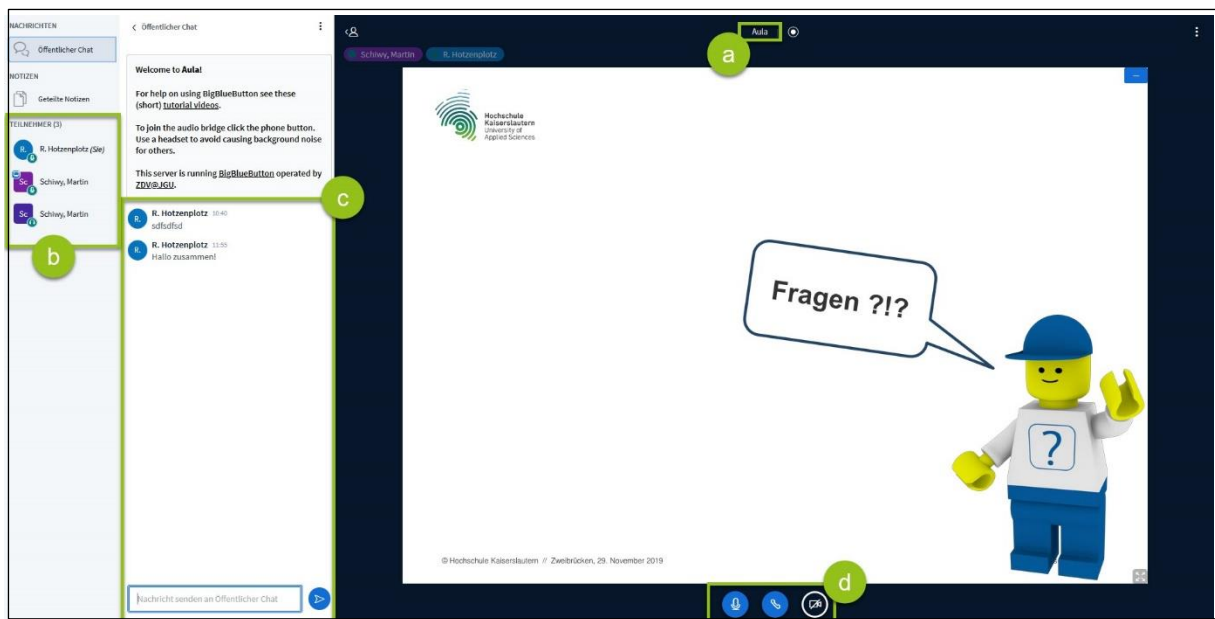 NACHRICHTEN
Öffentlicher Chat
NOTIZEN
Geteilte Notizen
TEILNEHMER (3)
R.
R. Hotzenplotz (Sie)
Sc
Schiwy, Martin
Sc
Schiwy, Martin
b
Öffentlicher Chat
Welcome to Aula!
For help on using BigBlueButton see these
(short) tutorial videos.
To join the audio bridge click the phone button.
Use a headset to avoid causing background noise
for others.
This server is running BigBlueButton operated by
ZDV@JGU.
c
R.
R. Hotzenplotz 10:40
sdfsdfsd
R.
R. Hotzenplotz 11:55
Hallo zusammen!
Nachricht senden an Öffentlicher Chat
Aula
a
Schiwy, Martin
R. Hotzenplotz
Hochschule
Kaiserslautern
University of
Applied Sciences
Fragen ?!?
?
© Hochschule Kaiserslautern // Zweibrücken, 29. November 2019
d